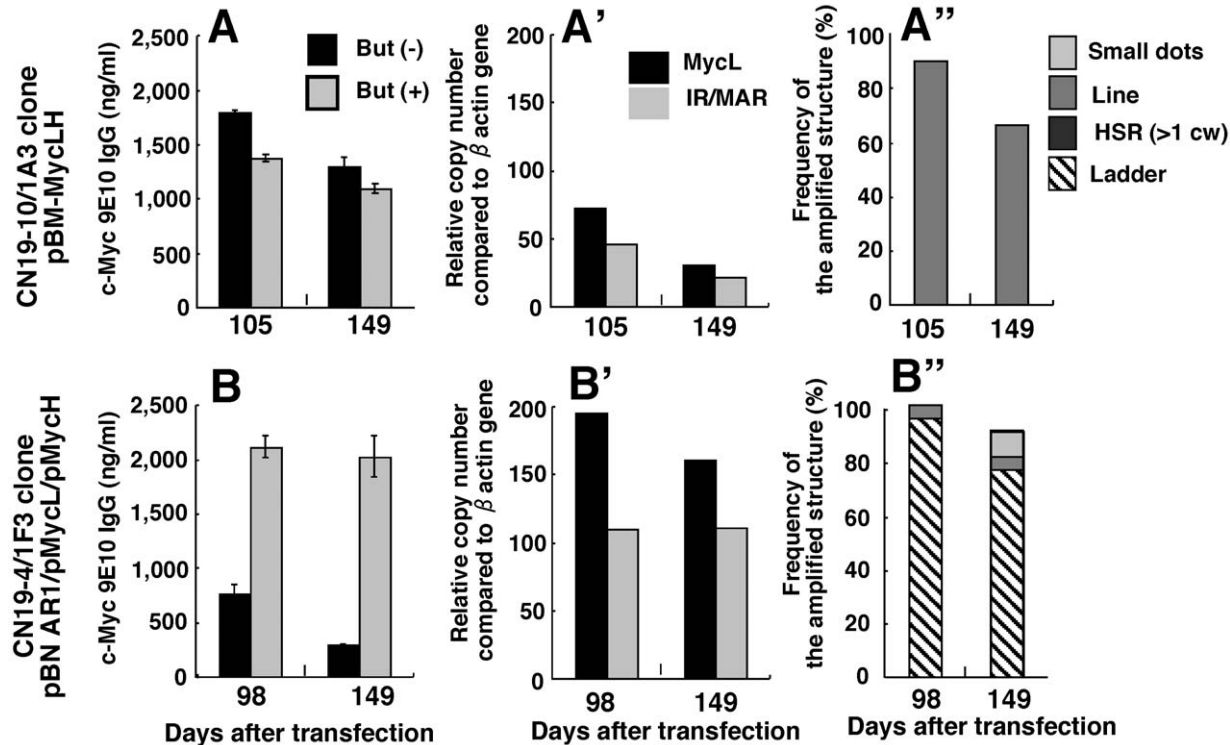 CN19-10/1A3 clone
pBM-MycLH
A
c-Myc 9E10 IgG (ng/ml)
2,500
2,000
1,500
1,000
500
0
But (-)
But (+)
105
149
A'
Relative copy number
compared to β actin gene
200
150
100
50
0
MycL
IR/MAR
105
149
A''
Frequency of
the amplified structure (%)
100
80
60
40
20
0
105
149
Small dots
Line
HSR (>1 cw)
Ladder
CN19-4/1F3 clone
pBN AR1/pMycL/pMycH
B
c-Myc 9E10 IgG (ng/ml)
2,500
2,000
1,500
1,000
500
0
98
149
Days after transfection
B'
Relative copy number
compared to β actin gene
200
150
100
50
0
98
149
Days after transfection
B''
Frequency of
the amplified structure (%)
100
80
60
40
20
0
98
149
Days after transfection